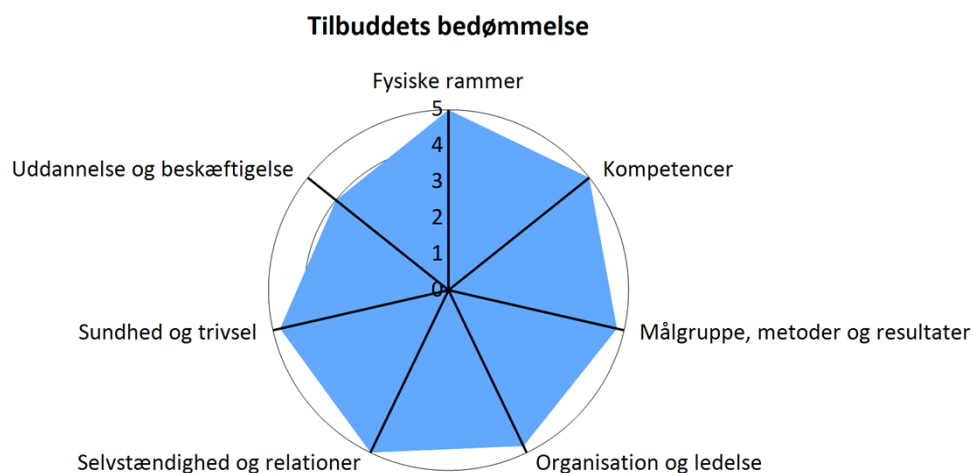 Tilbuddets bedømmelse
Fysiske rammer
5
4
3
2
1
0
Uddannelse og beskæftigelse
Kompetencer
Sundhed og trivsel
Målgruppe, metoder og resultater
Selvstændighed og relationer
Organisation og ledelse